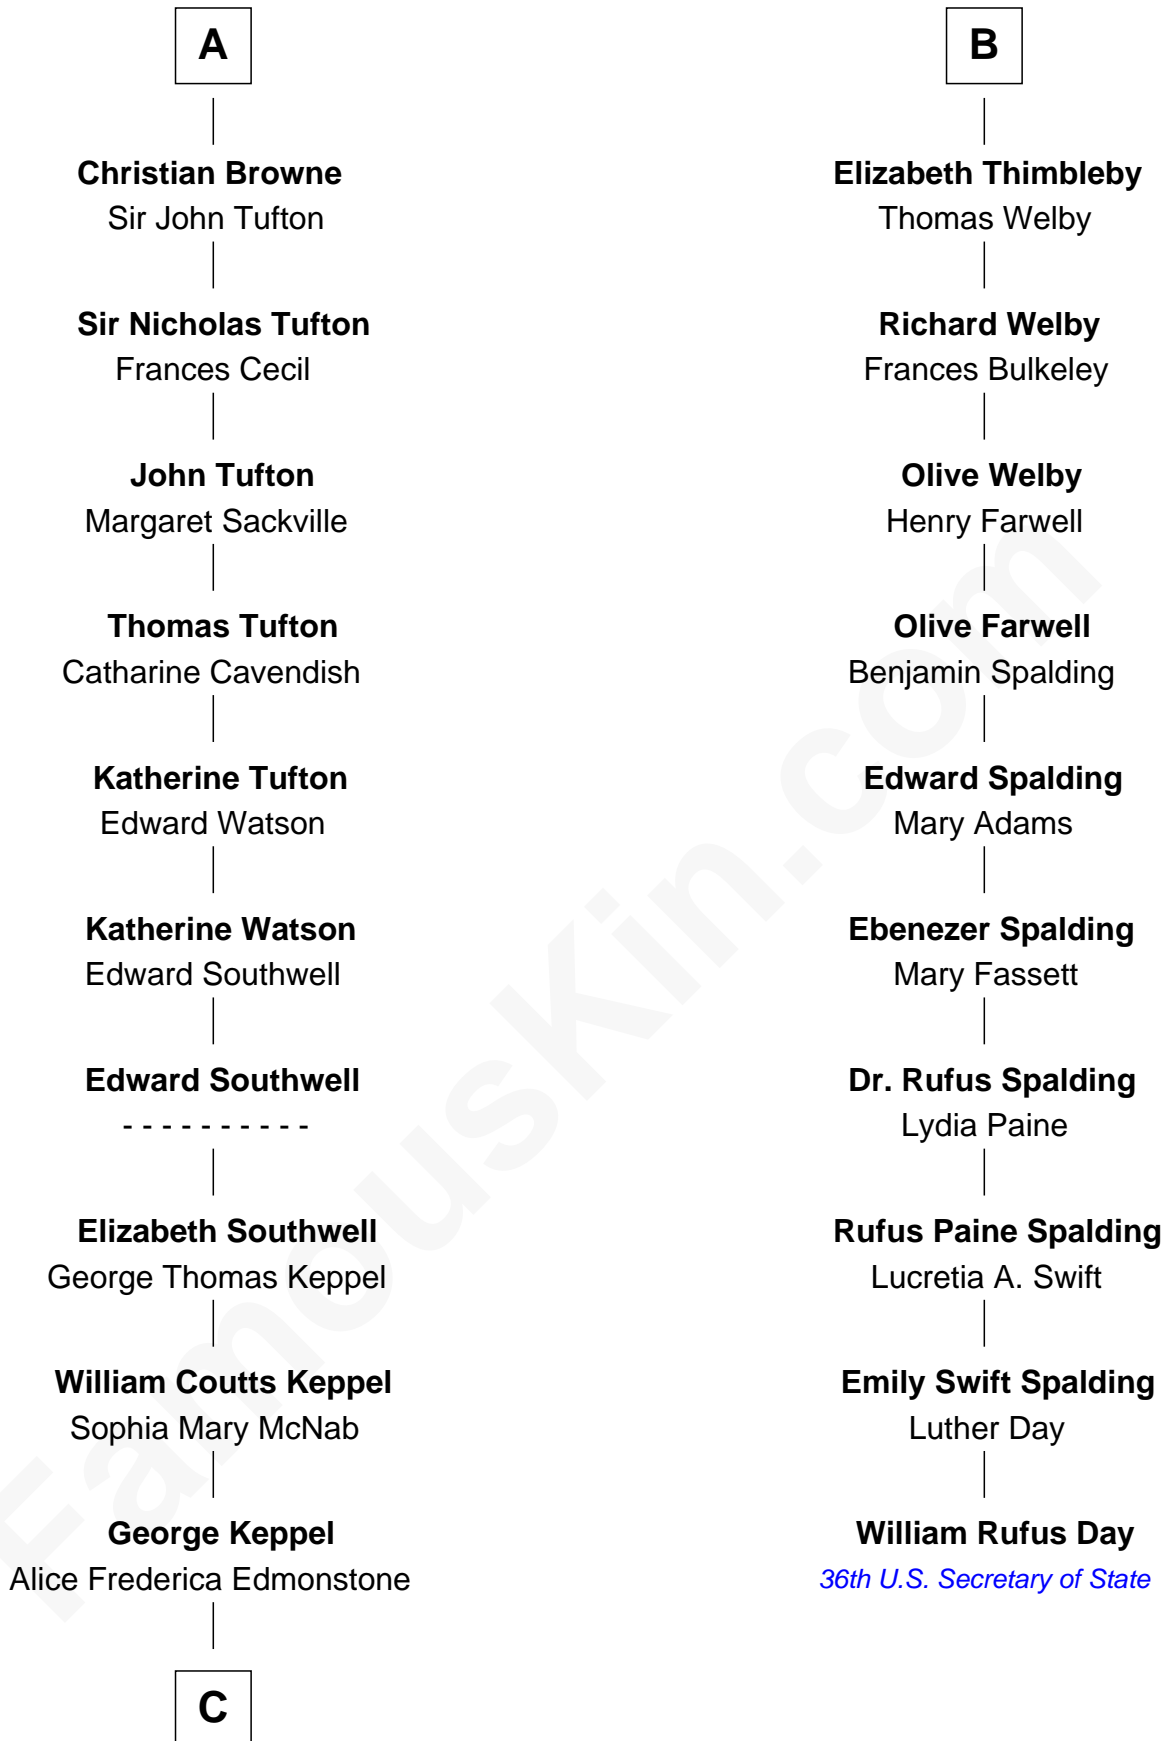 A
Christian Browne
Sir John Tufton
Sir Nicholas Tufton
Frances Cecil
John Tufton
Margaret Sackville
Thomas Tufton
Catharine Cavendish
Katherine Tufton
Edward Watson
Katherine Watson
Edward Southwell
Edward Southwell
- - - - - - - - - -
Elizabeth Southwell
George Thomas Keppel
William Coutts Keppel
Sophia Mary McNab
George Keppel
Alice Frederica Edmonstone
C
B
Elizabeth Thimbleby
Thomas Welby
Richard Welby
Frances Bulkeley
Olive Welby
Henry Farwell
Olive Farwell
Benjamin Spalding
Edward Spalding
Mary Adams
Ebenezer Spalding
Mary Fassett
Dr. Rufus Spalding
Lydia Paine
Rufus Paine Spalding
Lucretia A. Swift
Emily Swift Spalding
Luther Day
William Rufus Day
36th U.S. Secretary of State
FamousKin.com